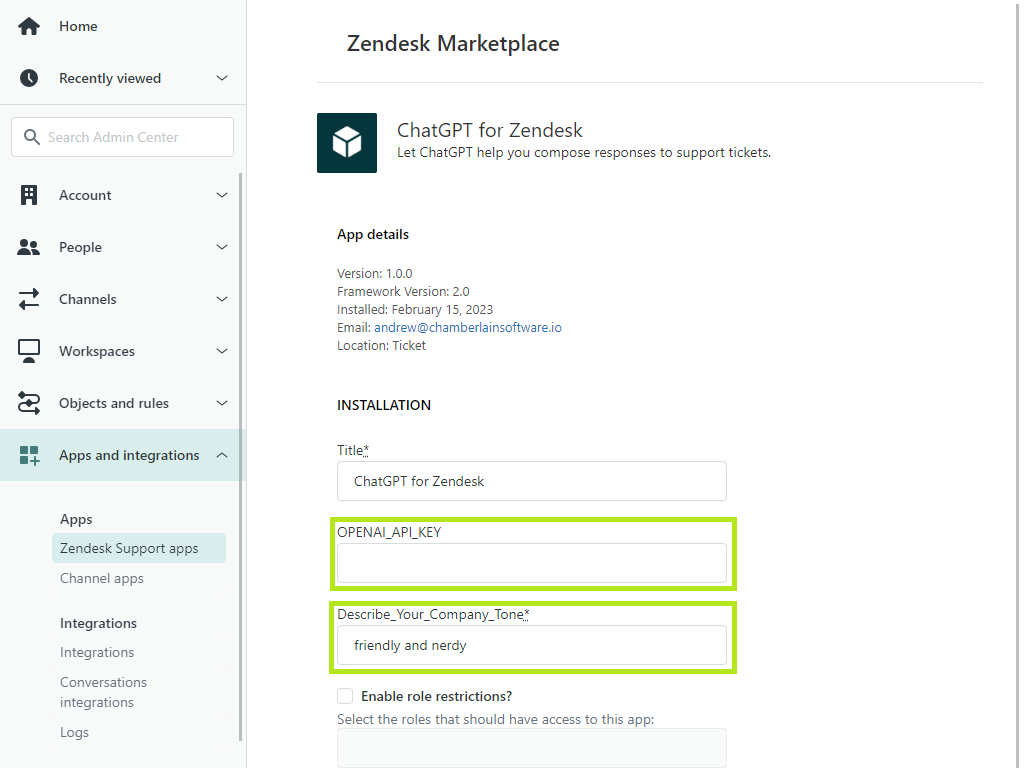 Home
Recently viewed
Search Admin Center
Account
People
Channels
Workspaces
Objects and rules
Apps and integrations
Apps
Zendesk Support apps
Channel apps
Integrations
Integrations
Conversations
integrations
Logs
Zendesk Marketplace
ChatGPT for Zendesk
Let ChatGPT help you compose responses to support tickets.
App details
Version: 1.0.0
Framework Version: 2.0
Installed: February 15, 2023
Email: andrew@chamberlainsoftware.io
Location: Ticket
INSTALLATION
Title*
ChatGPT for Zendesk
OPENAI_API_KEY
Describe_Your_Company_Tone*
friendly and nerdy
Enable role restrictions?
Select the roles that should have access to this app: